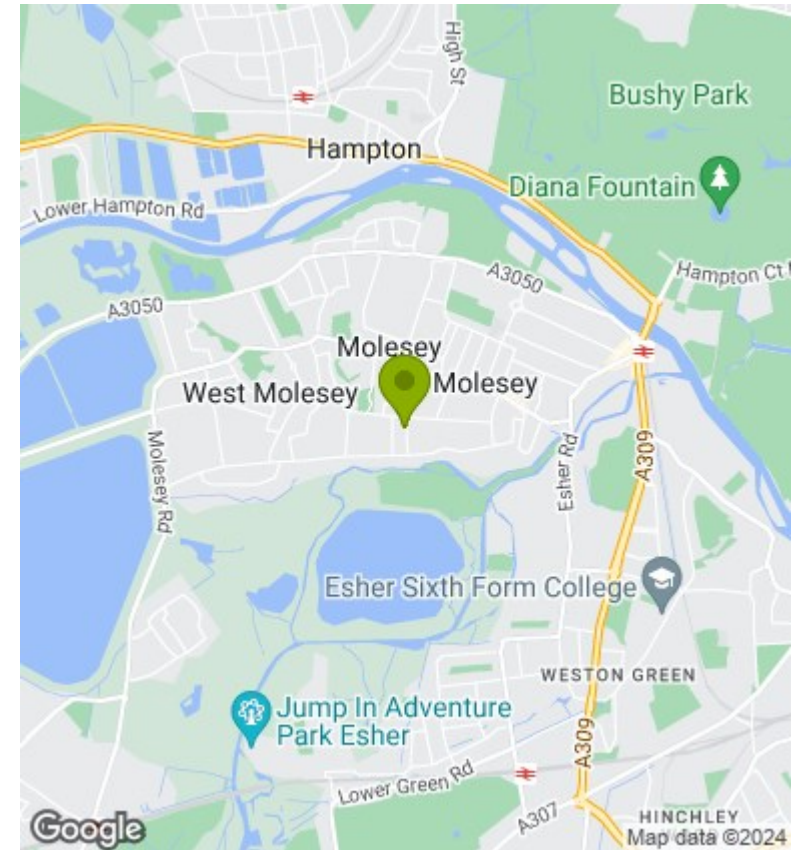 High St
Bushy Park
Hampton
Diana Fountain
Lower Hampton Rd
Hampton Ct
A3050
A3050
Molesey
West Molesey
Molesey
Molesey Rd
Esher Rd
A309
Esher Sixth Form College
WESTON GREEN
Jump In Adventure
Park Esher
A309
Lower Green Rd
A307
HINCHLEY
Google
Map data ©2024